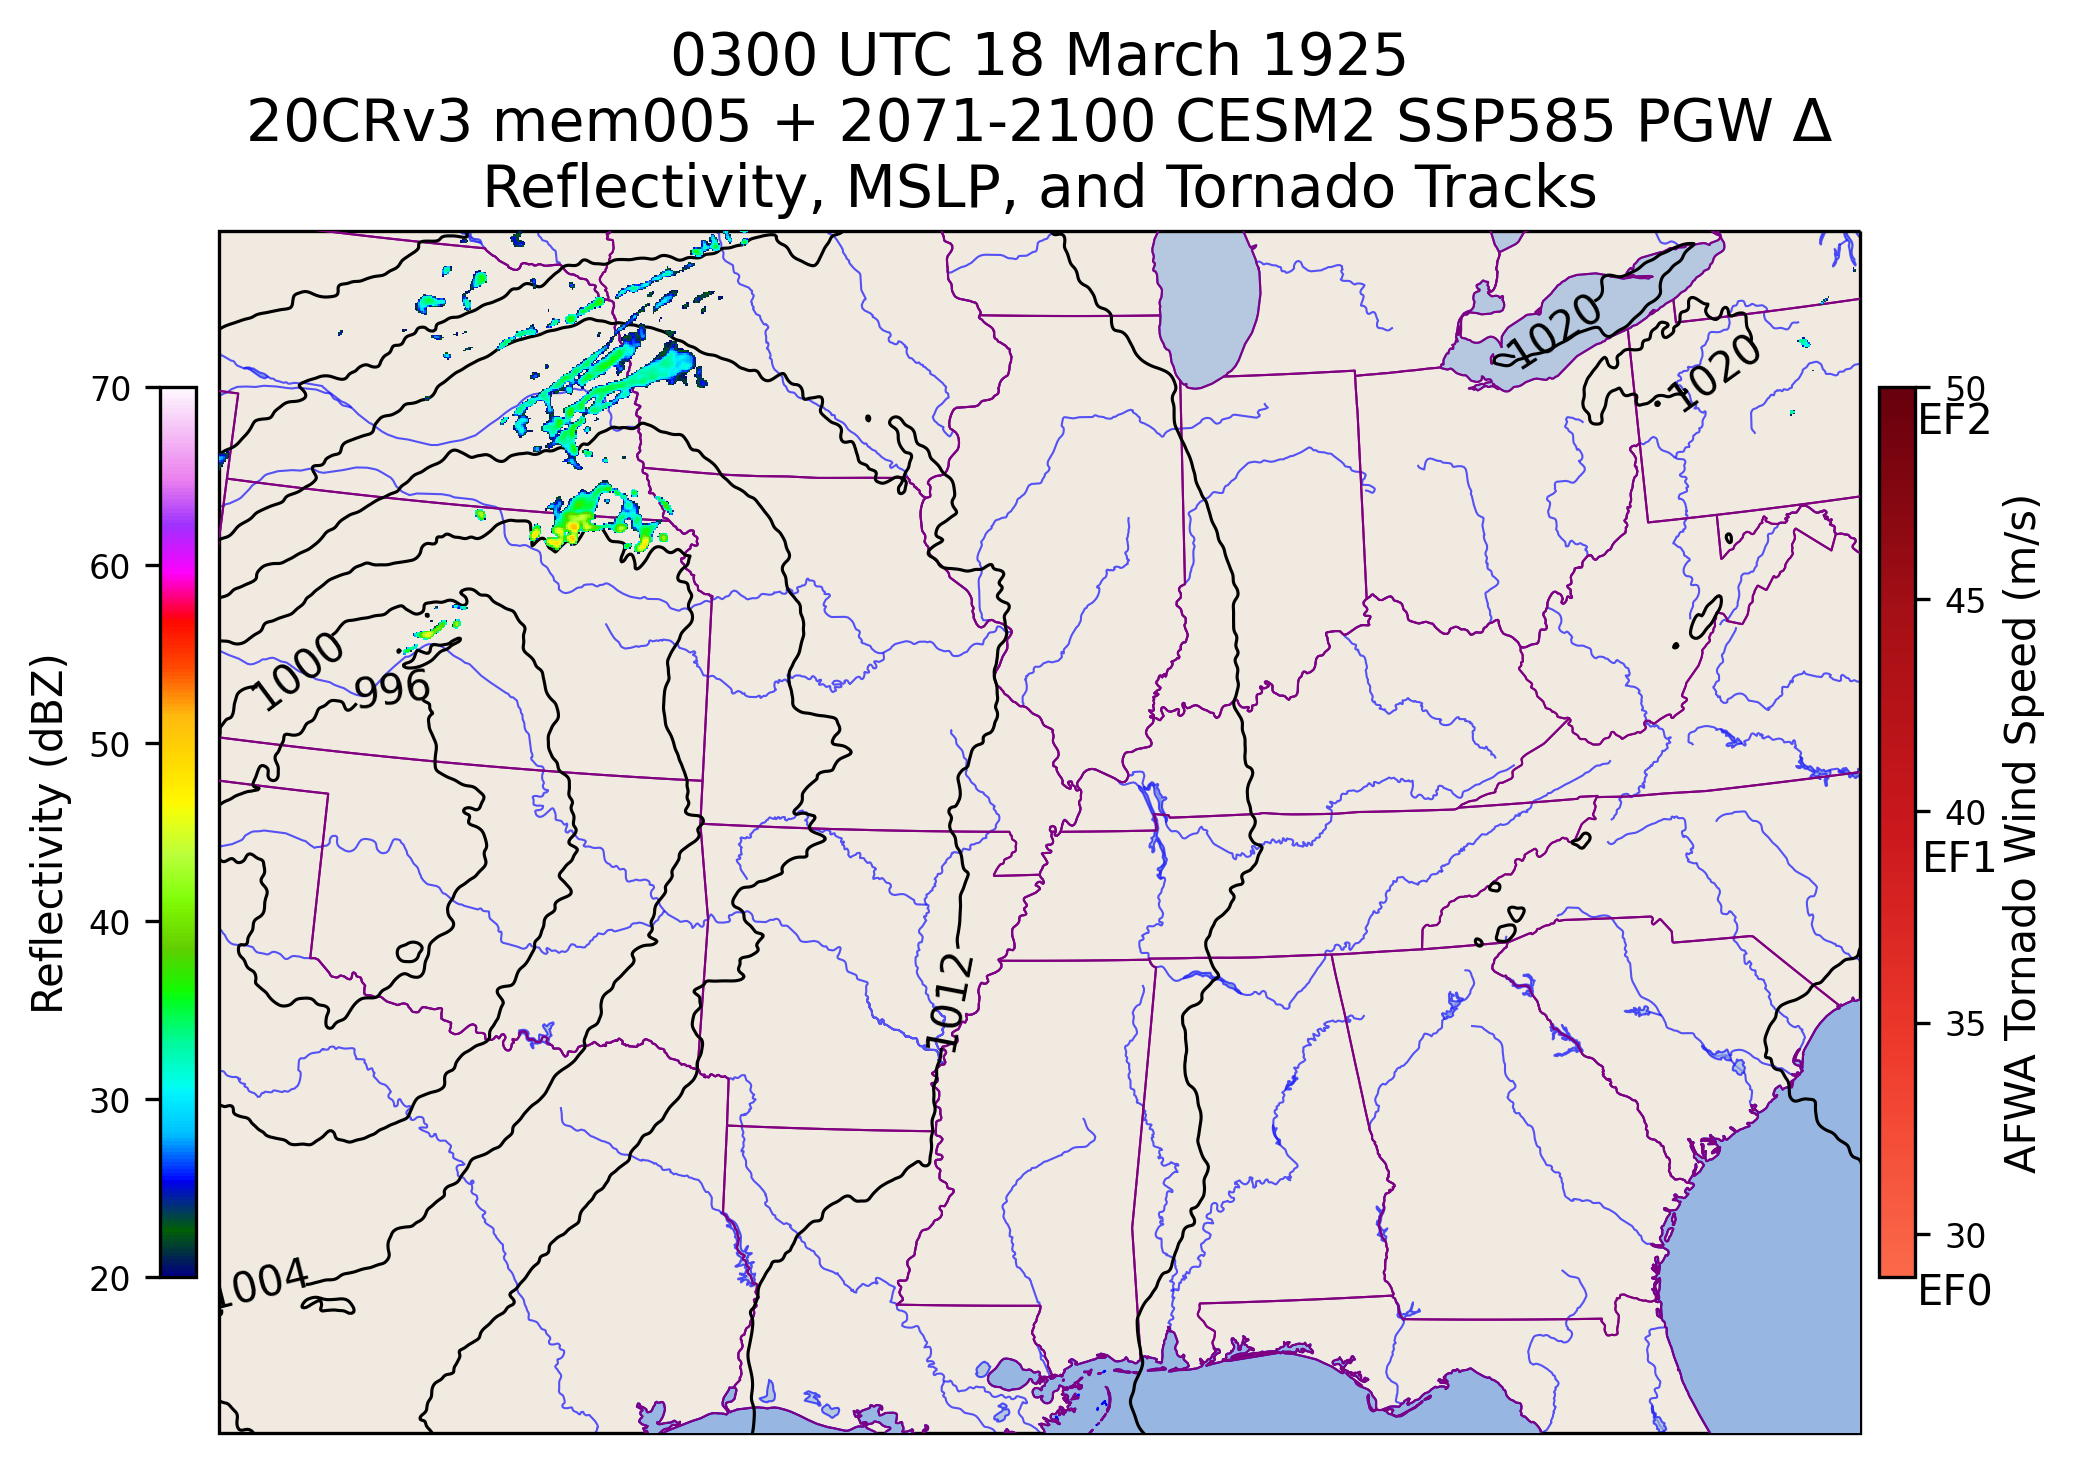 0300 UTC 18 March 1925
20CRv3 mem005 + 2071-2100 CESM2 SSP585 PGW Δ
Reflectivity, MSLP, and Tornado Tracks
Reflectivity (dBZ)
70
60
50
40
30
20
1020
1020
1000
996
1012
1004
50
EF2
45
40
EF1
35
30
EF0
AFWA Tornado Wind Speed (m/s)